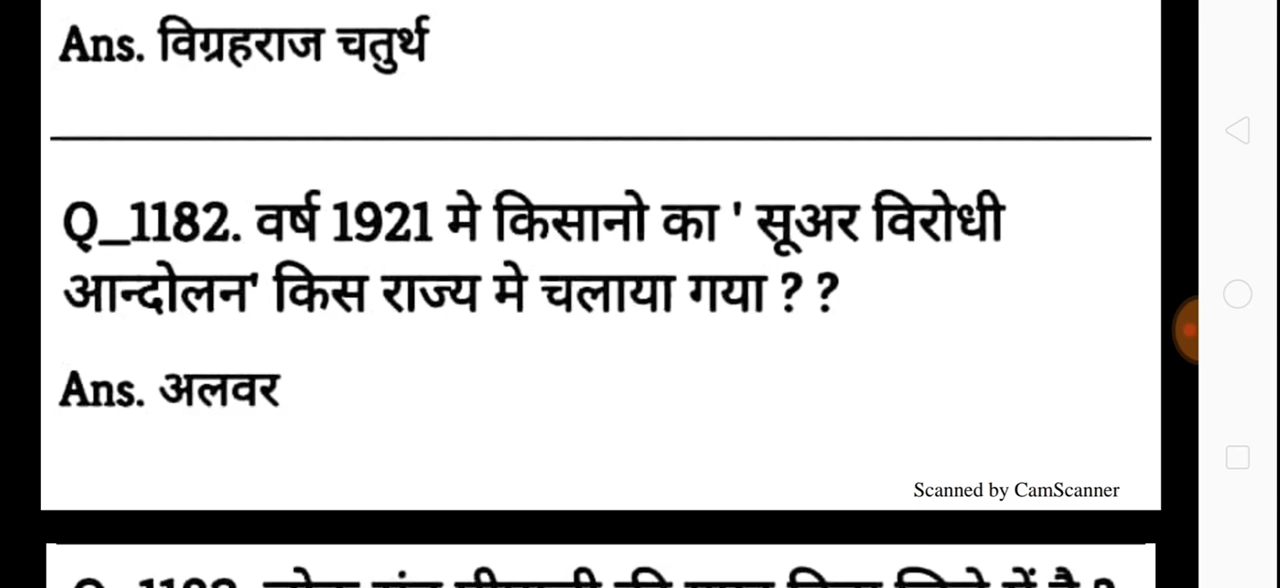 Ans. विग्रहराज चतुर्थ
Q_1182. वर्ष 1921 मे किसानो का ' सूअर विरोधी
आन्दोलन' किस राज्य मे चलाया गया ? ?
Ans. अलवर
Scanned by CamScanner